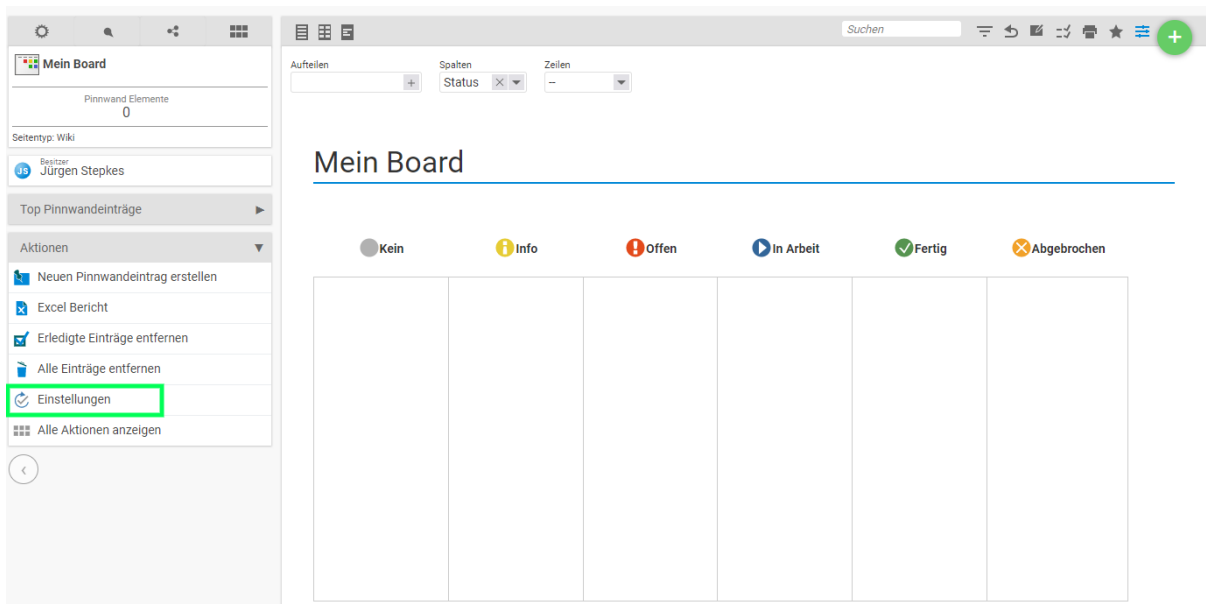 Suchen
Mein Board
Pinnwand Elemente
0
Seitentyp: Wiki
JS
Besitzer
Jürgen Stepkes
Top Pinnwandeinträge
Aktionen
Neuen Pinnwandeintrag erstellen
Excel Bericht
Erledigte Einträge entfernen
Alle Einträge entfernen
Einstellungen
Alle Aktionen anzeigen
Aufteilen Spalten Zeilen
Status --
Mein Board
Kein Info Offen In Arbeit Fertig Abgebrochen